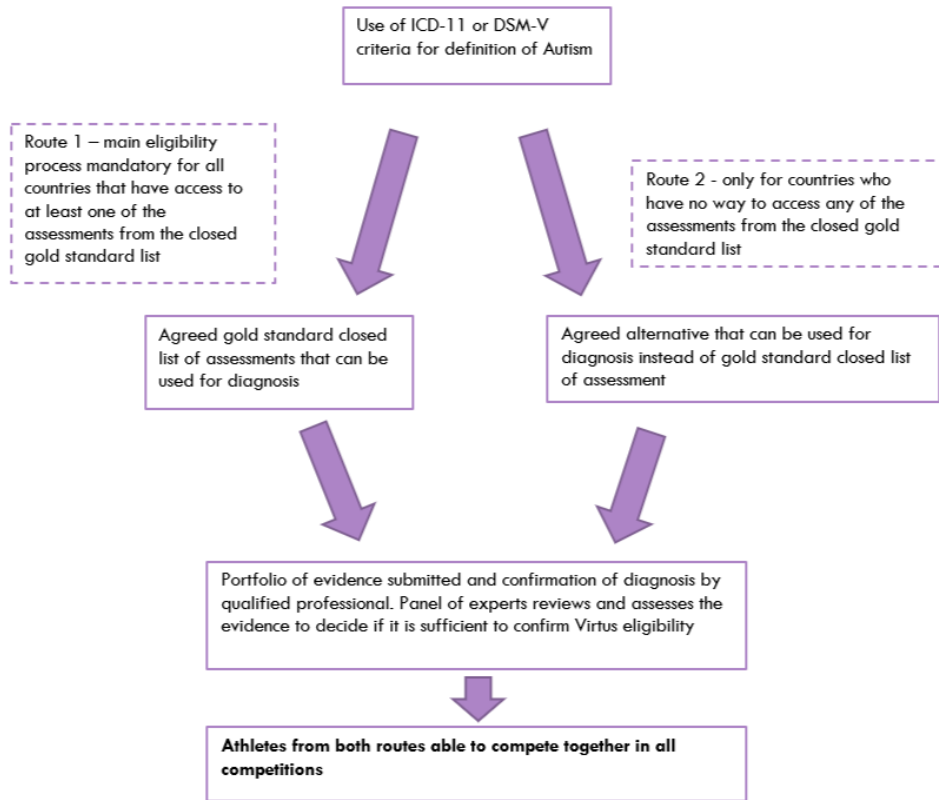 Use of ICD-11 or DSM-V
criteria for definition of Autism
Route 1 – main eligibility
process mandatory for all
countries that have access to
at least one of the
assessments from the closed
gold standard list
Route 2 - only for countries who
have no way to access any of the
assessments from the closed gold
standard list
Agreed gold standard closed
list of assessments that can be
used for diagnosis
Agreed alternative that can be used for
diagnosis instead of gold standard closed list
of assessment
Portfolio of evidence submitted and confirmation of diagnosis by
qualified professional. Panel of experts reviews and assesses the
evidence to decide if it is sufficient to confirm Virtus eligibility
Athletes from both routes able to compete together in all
competitions